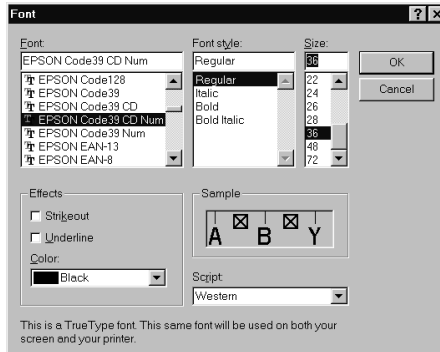 Font
Font: Font style: Size:
EPSON Code39 CD Num Regular 36 OK
EPSON Code128 Regular 22 Cancel
EPSON Code39 Italic 24
EPSON Code39 CD Bold 26
EPSON Code39 CD Num Bold Italic 28
EPSON Code39 Num 36
EPSON EAN-13 48
EPSON EAN-8 72
Effects Sample
Strikeout
Underline
A B Y
Color:
Black Script:
Western
This is a TrueType font. This same font will be used on both your
screen and your printer.